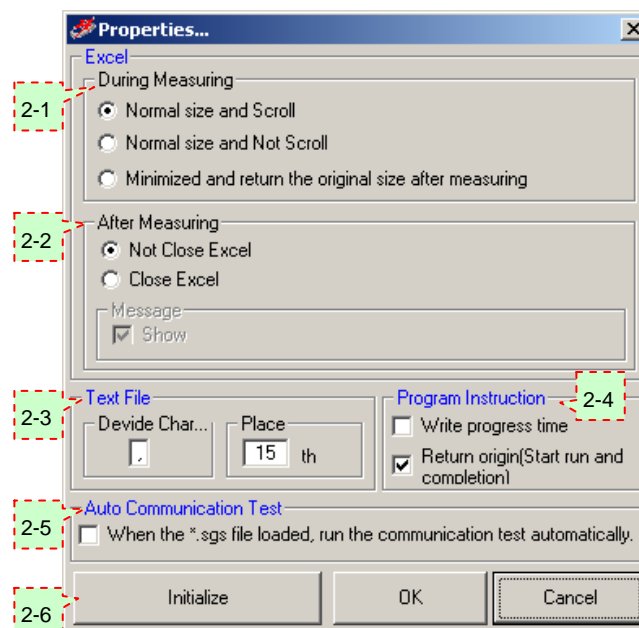 Properties...
Excel
During Measuring
2-1
Normal size and Scroll
Normal size and Not Scroll
Minimized and return the original size after measuring
After Measuring
2-2
Not Close Excel
Close Excel
Message
Show
Text File
Program Instruction
2-3
2-4
Devide Char...
Place
Write progress time
,
15 th
Return origin(Start run and
completion)
Auto Communication Test
2-5
When the *.sgs file loaded, run the communication test automatically.
2-6
Initialize
OK
Cancel